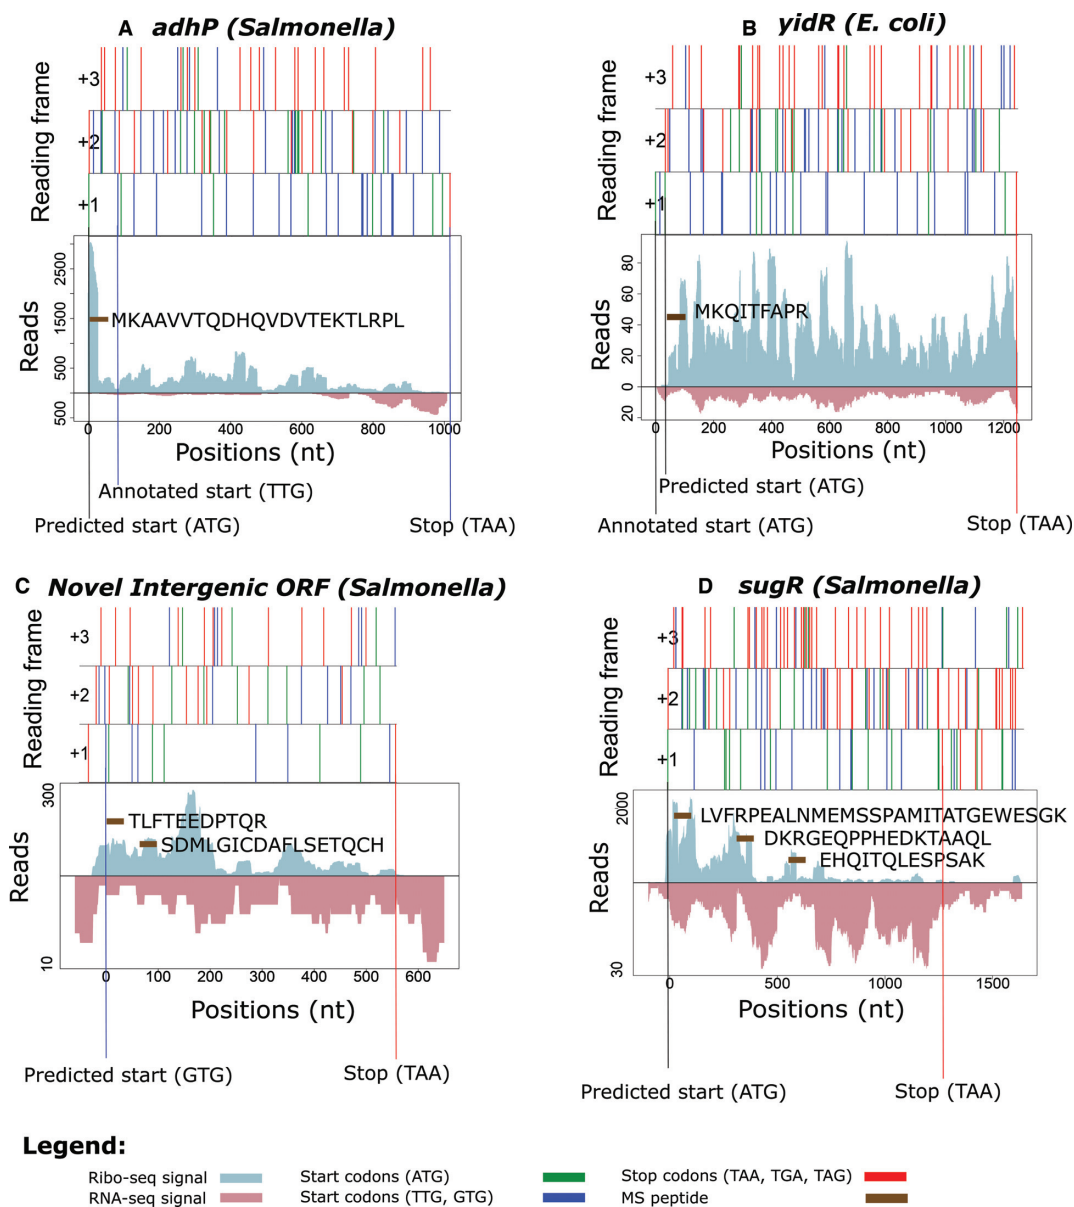 A adhP (Salmonella)
Reading frame
+3
+2
+1
Reads
2500
1500
500
500
MKAAVVTQDHQVDVTEKTLRPL
0 200 400 600 800 1000
Positions (nt)
Annotated start (TTG)
Predicted start (ATG)
Stop (TAA)
B yidR (E. coli)
Reading frame
+3
+2
+1
Reads
80
60
40
20
0
20
MKQITFAPR
0 200 400 600 800 1000 1200
Positions (nt)
Predicted start (ATG)
Annotated start (ATG)
Stop (TAA)
C Novel Intergenic ORF (Salmonella)
Reading frame
+3
+2
+1
Reads
300
10
TLFTEEDPTQR
SDMLGICDAFLSETQCH
0 100 200 300 400 500 600
Positions (nt)
Predicted start (GTG)
Stop (TAA)
D sugR (Salmonella)
Reading frame
+3
+2
+1
Reads
2000
30
LVFRPEALNMEMSSPAMITATGEWESGK
DKRGEQPPHEDKTAAQL
EHQITQLESPSAK
0 500 1000 1500
Positions (nt)
Predicted start (ATG)
Stop (TAA)
Legend:
Ribo-seq signal
Start codons (ATG)
Stop codons (TAA, TGA, TAG)
RNA-seq signal
Start codons (TTG, GTG)
MS peptide